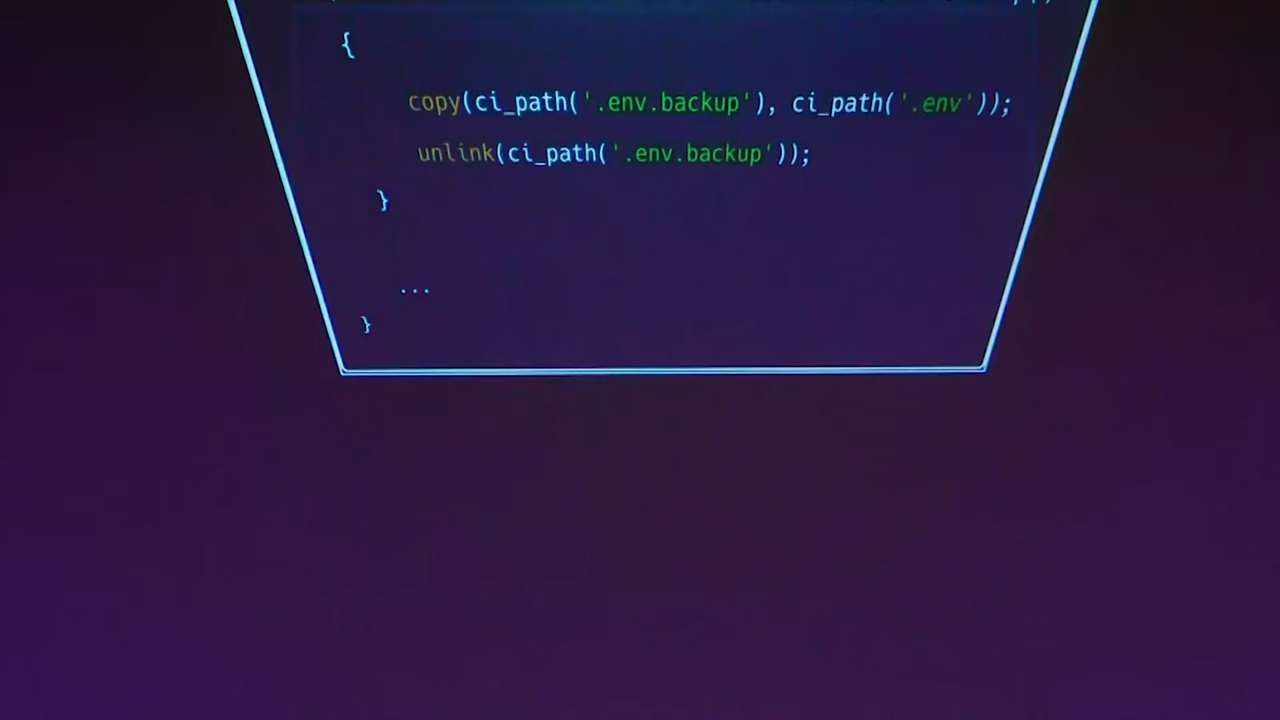 {
copy(ci_path('.env.backup'), ci_path('.env'));
unlink(ci_path('.env.backup'));
}
...
}